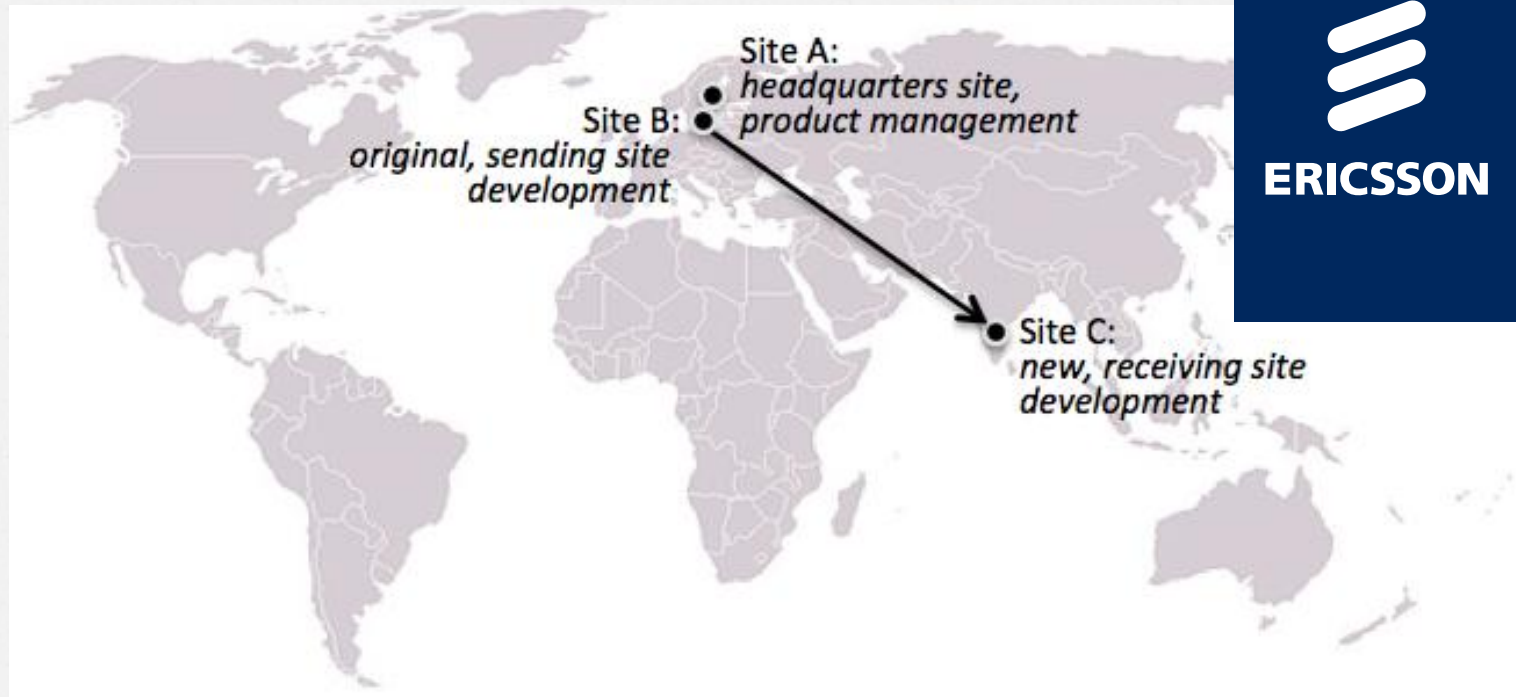 Site A:
headquarters site,
product management
Site B:
original, sending site
development
ERICSSON
Site C:
new, receiving site
development